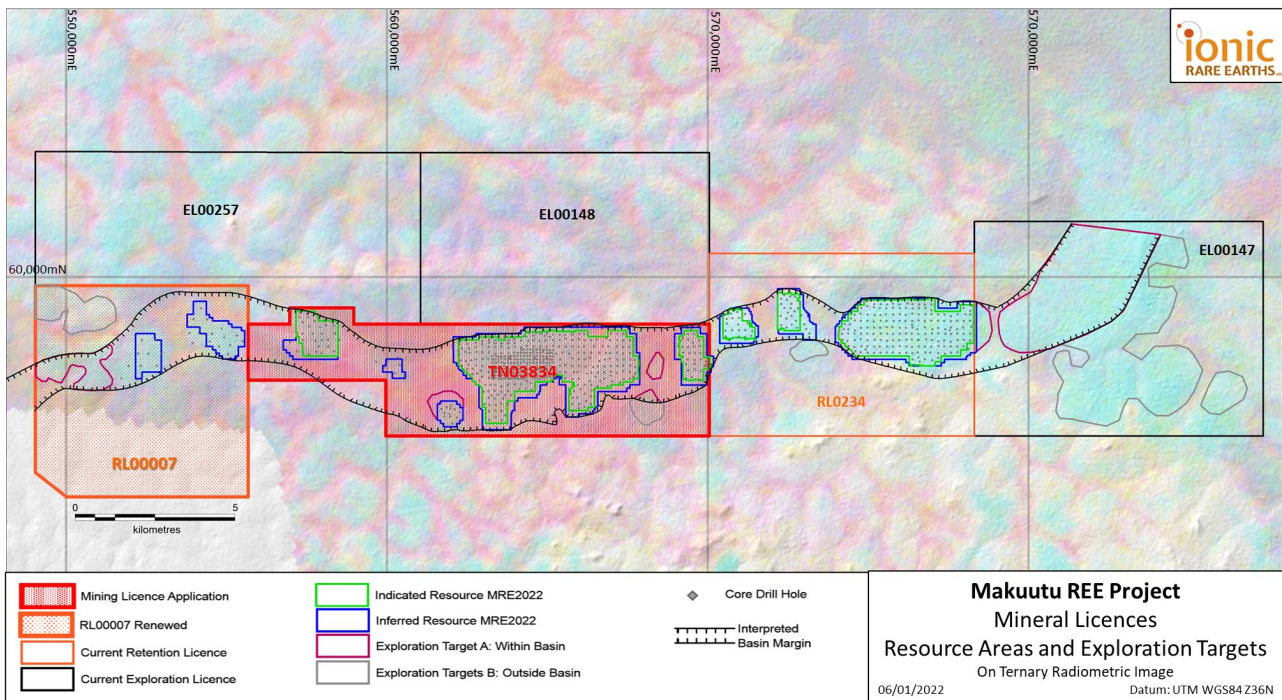 550,000mE
560,000mE
570,000mE
570,000mE
ionic
RARE EARTHS
EL00257
EL00148
EL00147
60,000mN
TN03834
RL0234
RL00007
0 5
kilometres
Mining Licence Application
RL00007 Renewed
Current Retention Licence
Current Exploration Licence
Indicated Resource MRE2022
Inferred Resource MRE2022
Exploration Target A: Within Basin
Exploration Targets B: Outside Basin
Core Drill Hole
Interpreted
Basin Margin
Makuutu REE Project
Mineral Licences
Resource Areas and Exploration Targets
On Ternary Radiometric Image
06/01/2022 Datum: UTM WGS84 Z36N